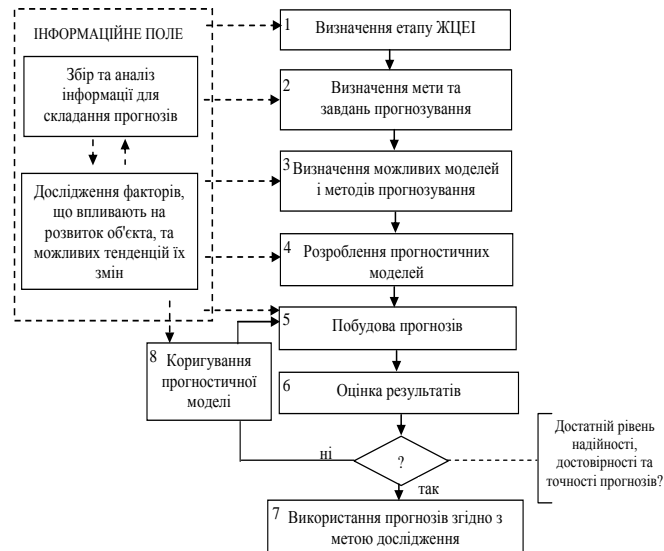 ІНФОРМАЦІЙНЕ ПОЛЕ
Збір та аналіз
інформації для
складання прогнозів
Дослідження факторів,
що впливають на
розвиток об'єкта, та
можливих тенденцій їх
змін
1
Визначення етапу ЖЦЕІ
2
Визначення мети та
завдань прогнозування
3
Визначення можливих моделей
і методів прогнозування
4
Розроблення прогностичних
моделей
5
Побудова прогнозів
8
Коригування
прогностичної
моделі
6
Оцінка результатів
?
ні
так
Достатній рівень
надійності,
достовірності та
точності прогнозів?
7
Використання прогнозів згідно з
метою дослідження